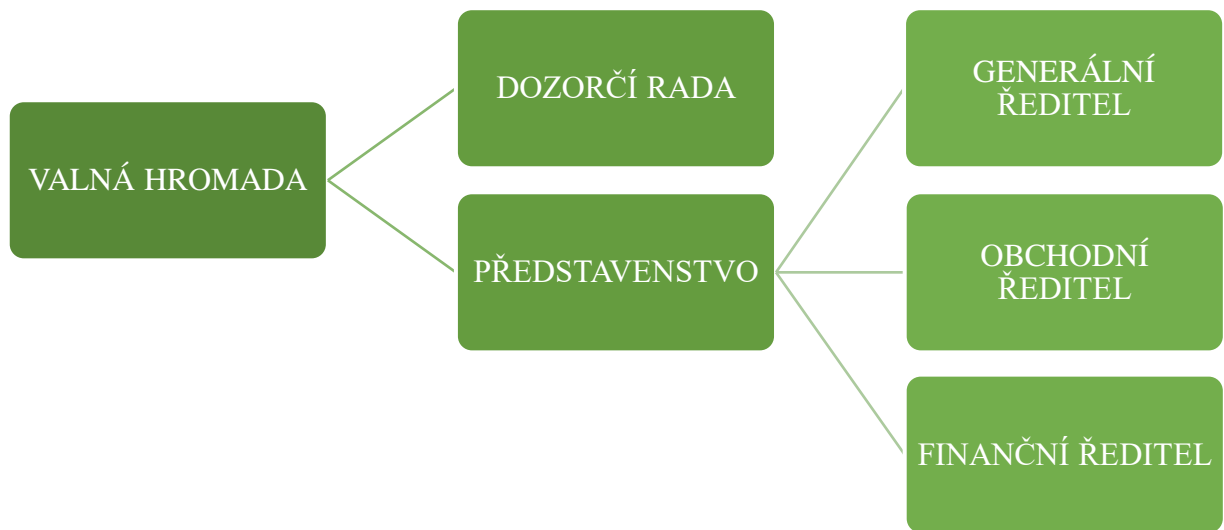 VALNÁ HROMADA
DOZORČÍ RADA
PŘEDSTAVENSTVO
GENERÁLNÍ
ŘEDITEL
OBCHODNÍ
ŘEDITEL
FINANČNÍ ŘEDITEL